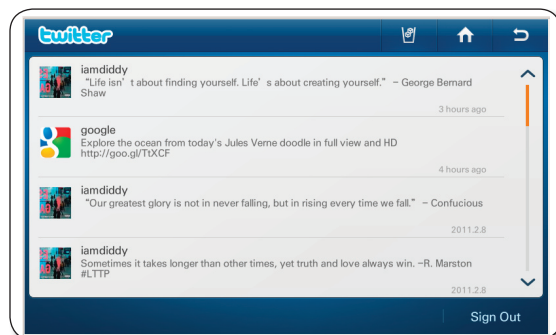 twitter
iamdiddy
“Life isn’t about finding yourself. Life’s about creating yourself.” – George Bernard
Shaw
3 hours ago
google
Explore the ocean from today's Jules Verne doodle in full view and HD
http://goo.gl/TtXCF
4 hours ago
iamdiddy
“Our greatest glory is not in never falling, but in rising every time we fall.” – Confucious
2011.2.8
iamdiddy
Sometimes it takes longer than other times, yet truth and love always win. –R. Marston
#LTTP
2011.2.8
Sign Out